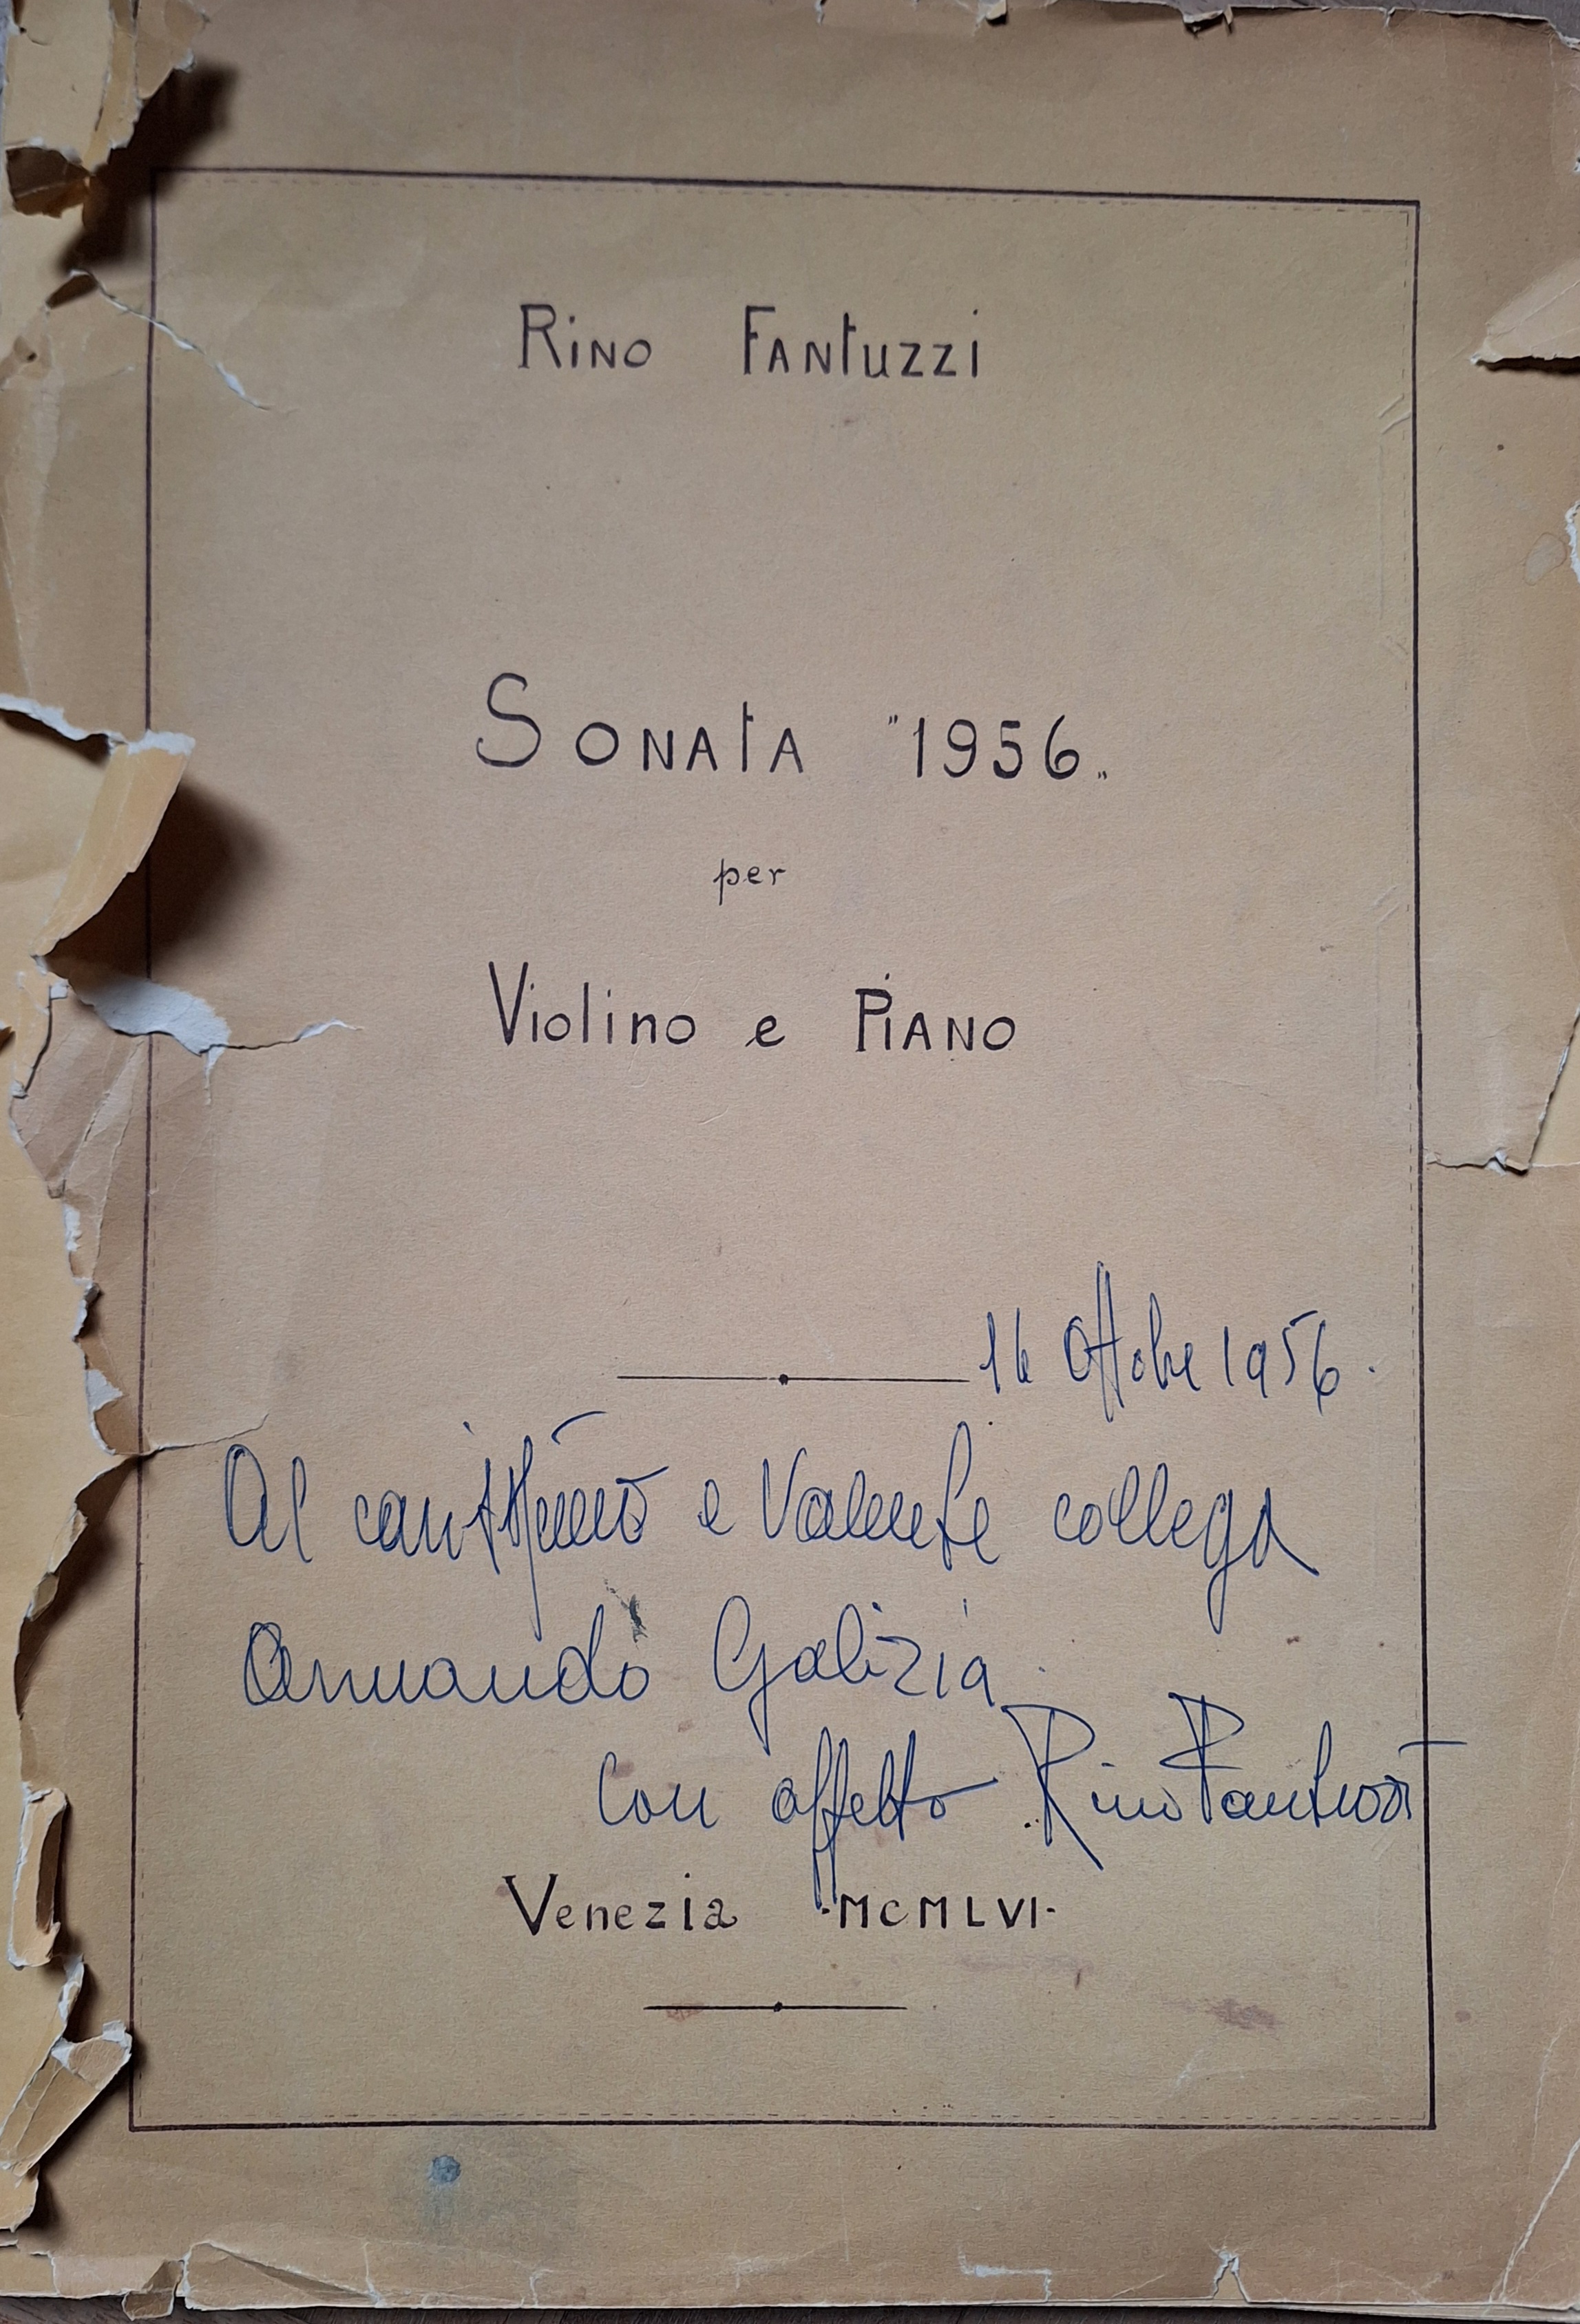 Rino Fantuzzi
Sonata "1956„
per
Violino e Piano
16 Ottobre 1956.
Al carissimo e valente collega
Armando Galizia
con affetto Rino Fantuzzi
Venezia ·MCMLVI·